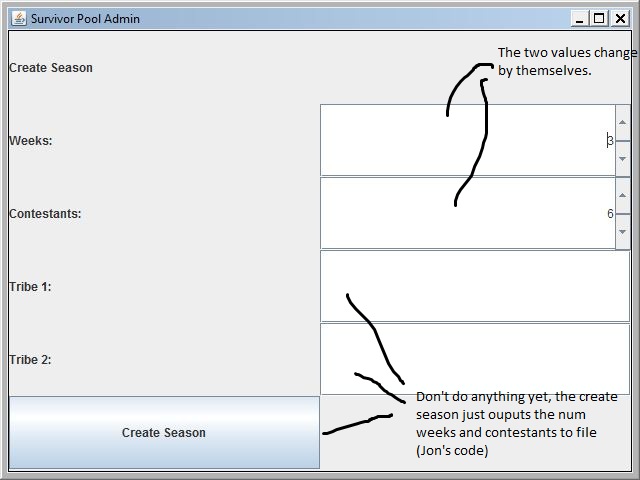 Survivor Pool Admin
The two values change
by themselves.
Create Season
Weeks:
3
Contestants:
6
Tribe 1:
Tribe 2:
Don't do anything yet, the create
season just ouputs the num
weeks and contestants to file
(Jon's code)
Create Season